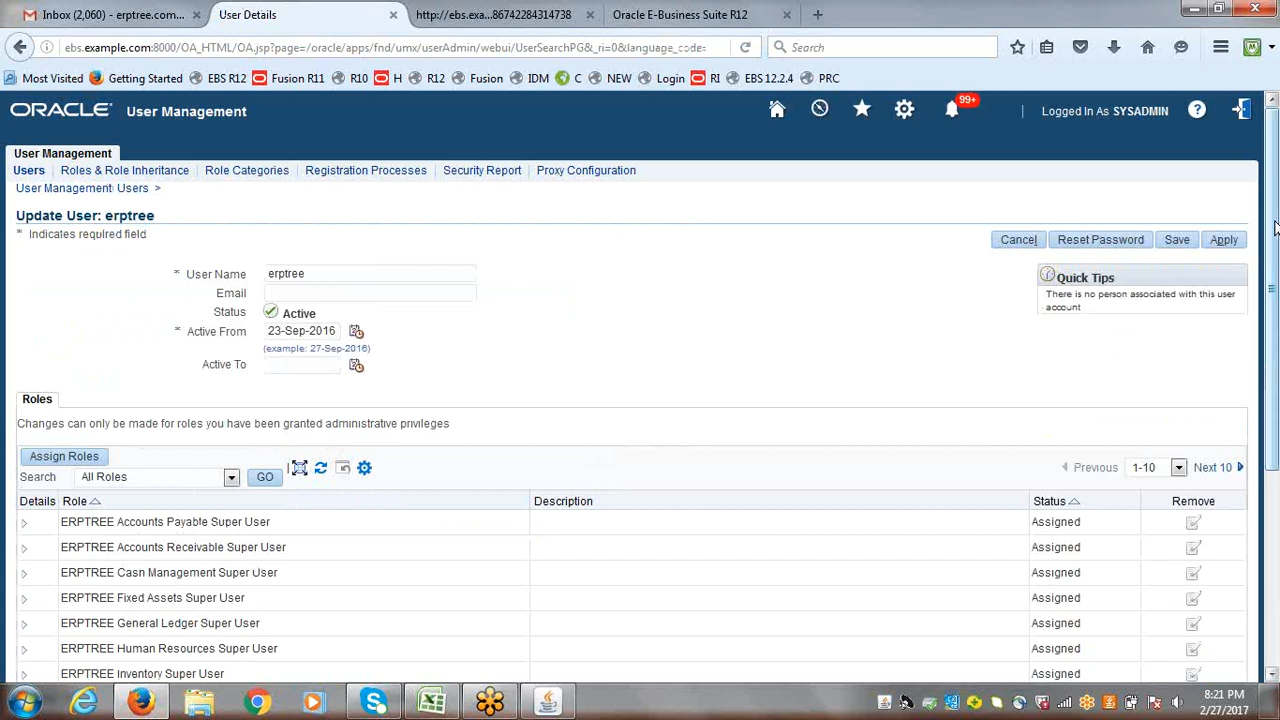 Inbox (2,060) - erptree.com...
User Details
http://ebs.exa...86742284314738
Oracle E-Business Suite R12
ebs.example.com:8000/OA_HTML/OA.jsp?page=/oracle/apps/fnd/umx/userAdmin/webui/UserSearchPG&_ri=0&language_code=
Search
Most Visited Getting Started EBS R12 Fusion R11 R10 H R12 Fusion IDM C NEW Login RI EBS 12.2.4 PRC
ORACLE User Management
99+
Logged In As SYSADMIN
User Management
Users Roles & Role Inheritance Role Categories Registration Processes Security Report Proxy Configuration
User Management: Users >
Update User: erptree
* Indicates required field
Cancel Reset Password Save Apply
* User Name erptree
Email
Status Active
* Active From 23-Sep-2016
(example: 27-Sep-2016)
Active To
Quick Tips
There is no person associated with this user
account
Roles
Changes can only be made for roles you have been granted administrative privileges
Assign Roles
Search All Roles GO
Previous 1-10 Next 10
Details Role Description Status Remove
ERPTREE Accounts Payable Super User Assigned
ERPTREE Accounts Receivable Super User Assigned
ERPTREE Cash Management Super User Assigned
ERPTREE Fixed Assets Super User Assigned
ERPTREE General Ledger Super User Assigned
ERPTREE Human Resources Super User Assigned
ERPTREE Inventory Super User Assigned
8:21 PM
2/27/2017